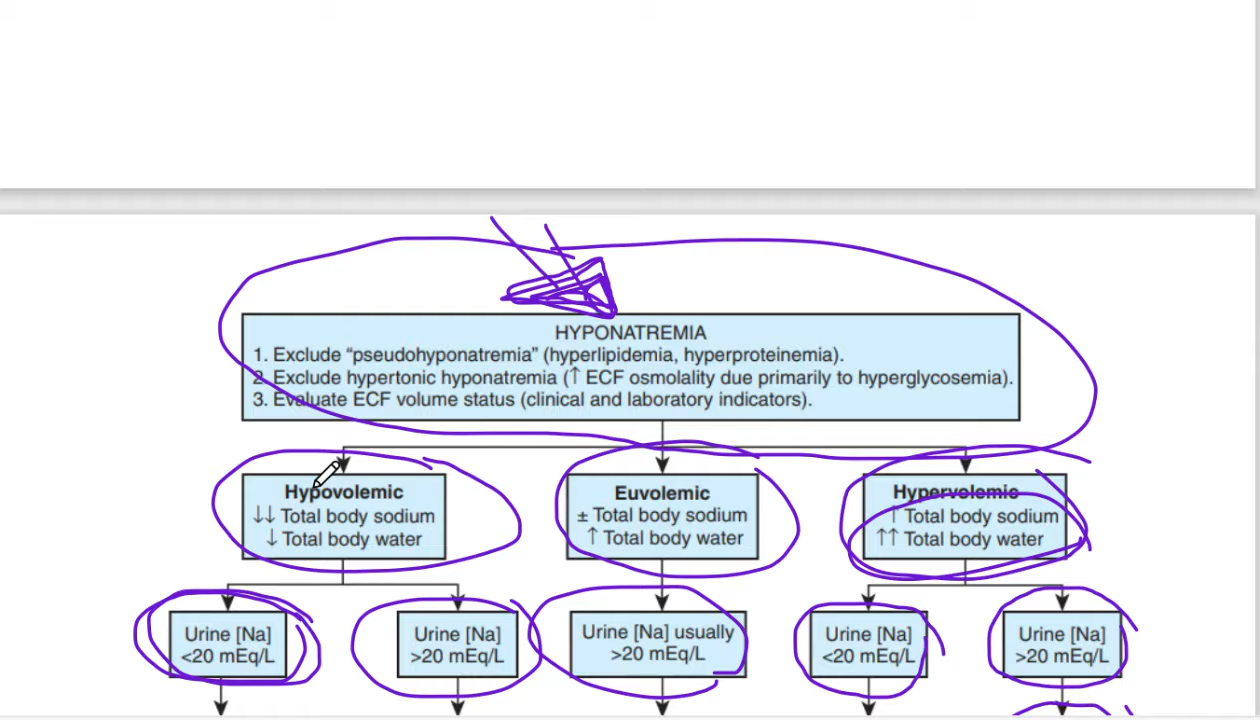 HYPONATREMIA
1. Exclude “pseudohyponatremia” (hyperlipidemia, hyperproteinemia).
2. Exclude hypertonic hyponatremia (↑ ECF osmolality due primarily to hyperglycosemia).
3. Evaluate ECF volume status (clinical and laboratory indicators).
Hypovolemic
↓↓ Total body sodium
↓ Total body water
Euvolemic
± Total body sodium
↑ Total body water
Hypervolemic
↑ Total body sodium
↑↑ Total body water
Urine [Na]
<20 mEq/L
Urine [Na]
>20 mEq/L
Urine [Na] usually
>20 mEq/L
Urine [Na]
<20 mEq/L
Urine [Na]
>20 mEq/L